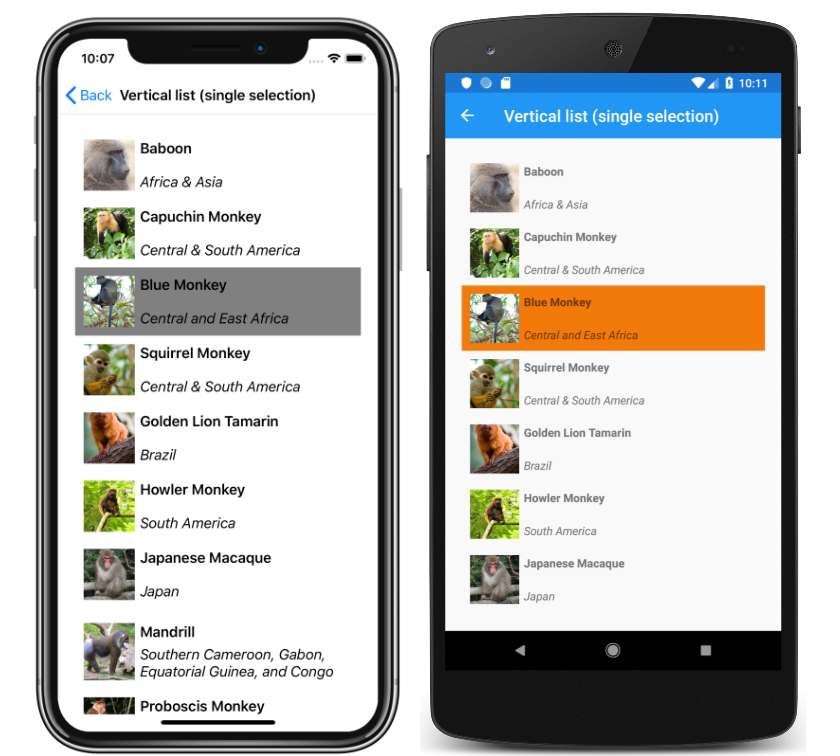 10:07
Back Vertical list (single selection)
Baboon
Africa & Asia
Capuchin Monkey
Central & South America
Blue Monkey
Central and East Africa
Squirrel Monkey
Central & South America
Golden Lion Tamarin
Brazil
Howler Monkey
South America
Japanese Macaque
Japan
Mandrill
Southern Cameroon, Gabon,
Equatorial Guinea, and Congo
Proboscis Monkey
10:11
Vertical list (single selection)
Baboon
Africa & Asia
Capuchin Monkey
Central & South America
Blue Monkey
Central and East Africa
Squirrel Monkey
Central & South America
Golden Lion Tamarin
Brazil
Howler Monkey
South America
Japanese Macaque
Japan